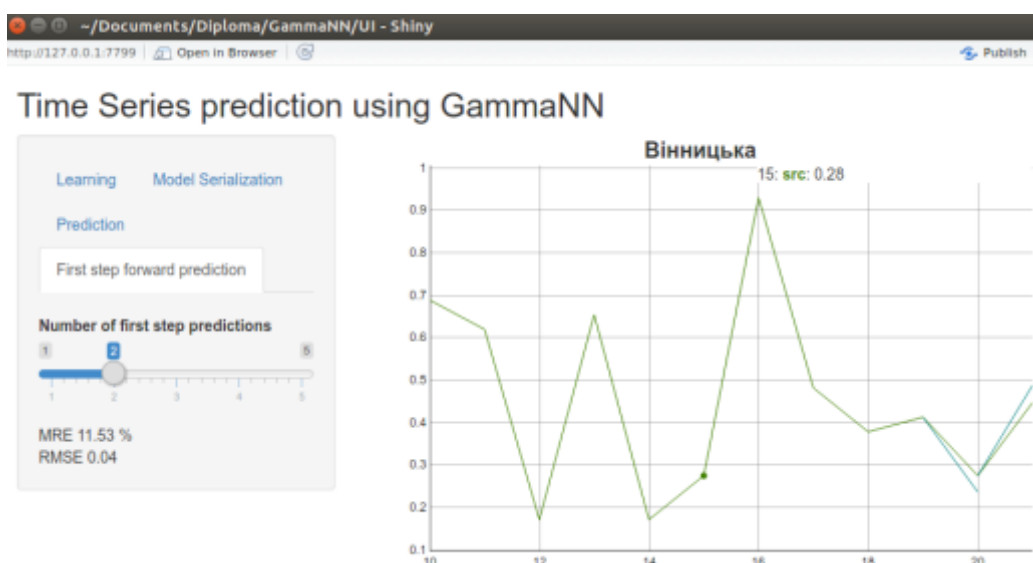 ~/Documents/Diploma/GammaNN/UI - Shiny
http://127.0.0.1:7799 Open in Browser Publish
Time Series prediction using GammaNN
Learning Model Serialization
Prediction
First step forward prediction
Number of first step predictions
1 2 5
1 2 3 4 5
MRE 11.53 %
RMSE 0.04
Вінницька
15: src: 0.28
1
0.9
0.8
0.7
0.6
0.5
0.4
0.3
0.2
0.1
10 12 14 16 18 20